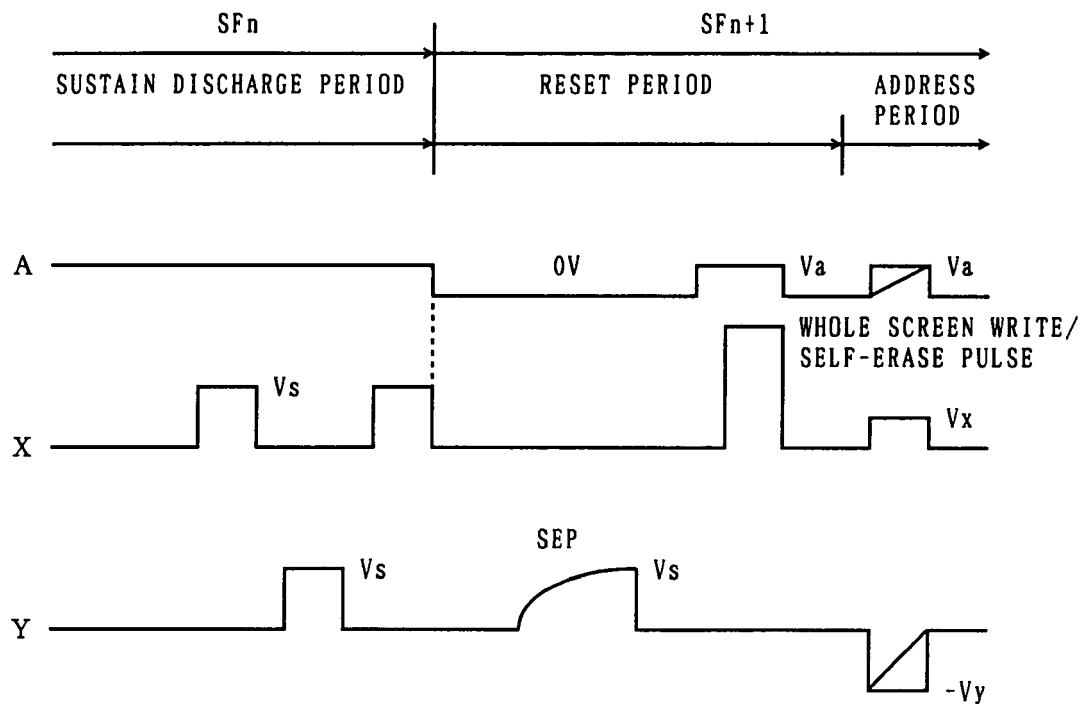 SFn SFn+1
SUSTAIN DISCHARGE PERIOD RESET PERIOD ADDRESS
PERIOD
A 0V Va Va
WHOLE SCREEN WRITE/
SELF-ERASE PULSE
Vs
Vx
X
SEP
Vs Vs
Y
-Vy